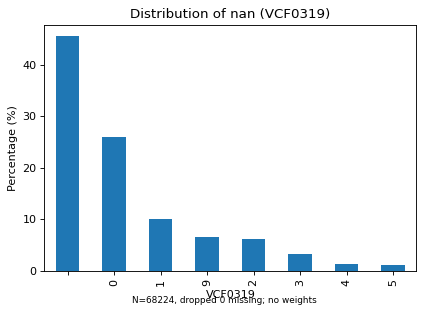 Distribution of nan (VCF0319)
Percentage (%)
40
30
20
10
0
0 1 9 2 3 4 5
VCF0319
N=68224, dropped 0 missing; no weights